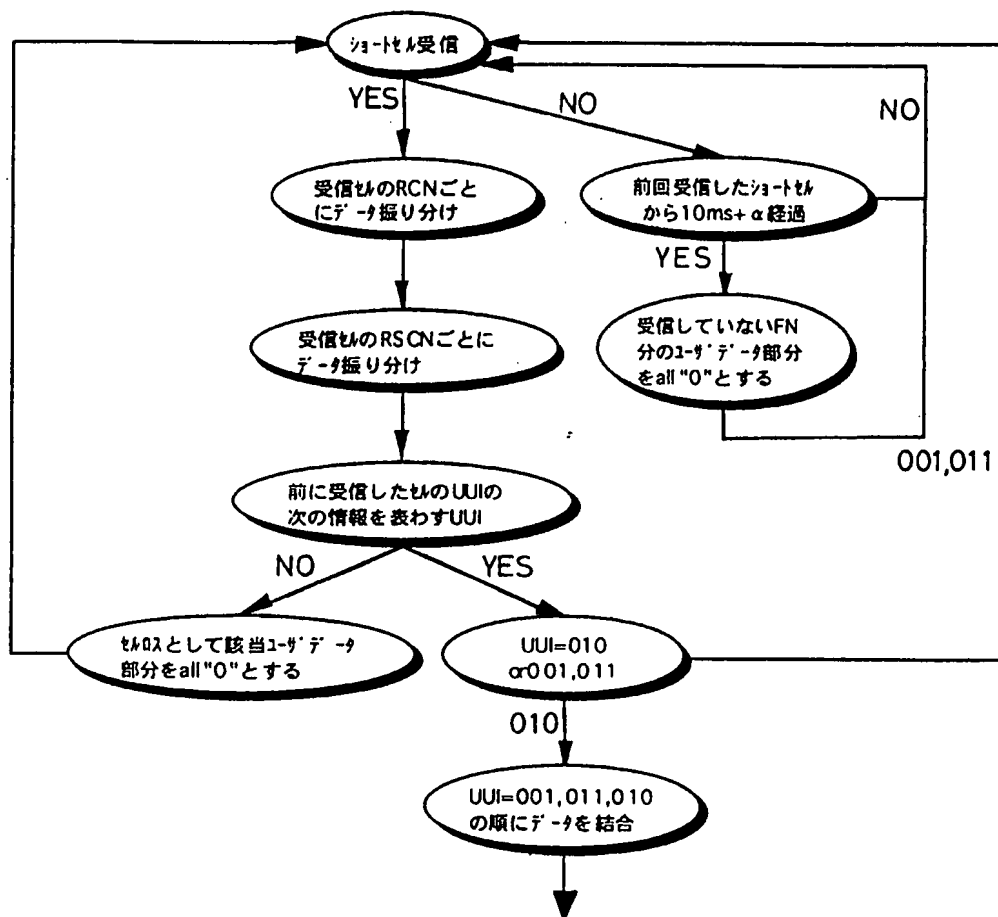 ショートセル受信
YES
NO
NO
受信セルのRCNごと
にデータ振り分け
前回受信したショートセル
から10ms+α経過
YES
受信セルのRSCNごとに
データ振り分け
受信していないFN
分のユーザデータ部分
をall"0"とする
001,011
前に受信したセルのUUIの
次の情報を表わすUUI
NO
YES
セルロスとして該当ユーザデータ
部分をall"0"とする
UUI=010
or001,011
010
UUI=001,011,010
の順にデータを結合